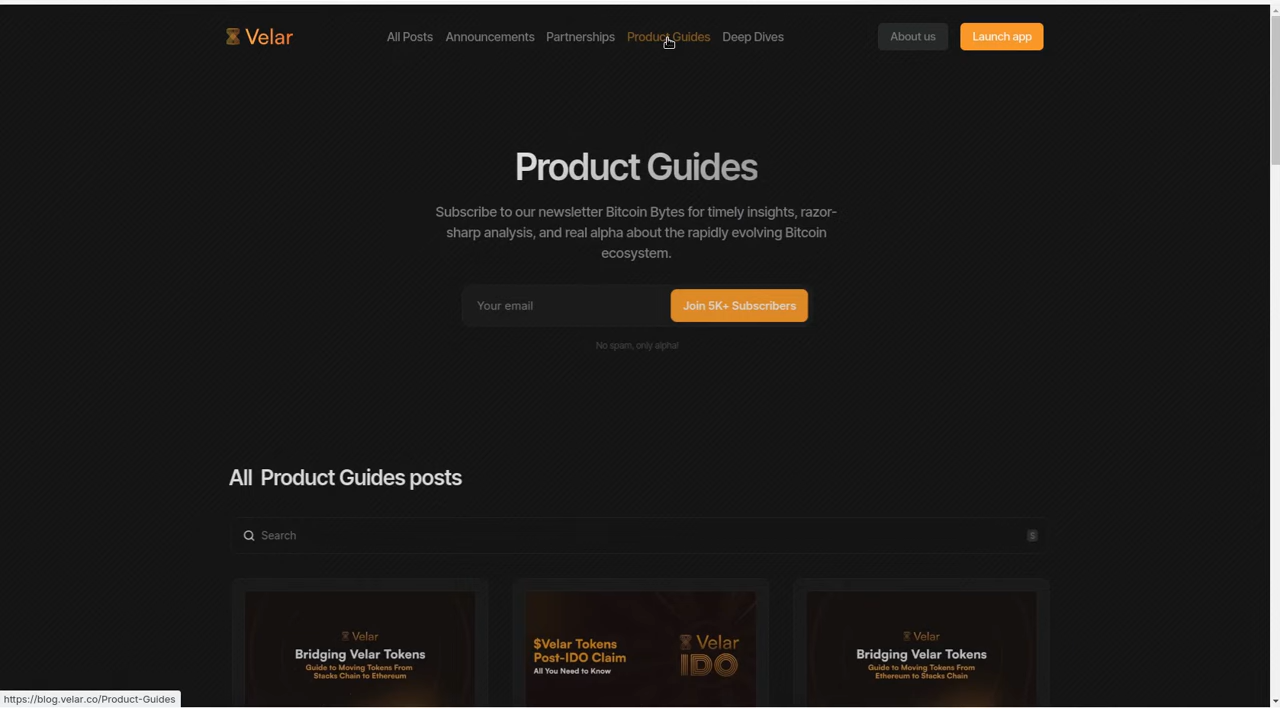 Velar
All Posts Announcements Partnerships Product Guides Deep Dives
About us
Launch app
Product Guides
Subscribe to our newsletter Bitcoin Bytes for timely insights, razor-
sharp analysis, and real alpha about the rapidly evolving Bitcoin
ecosystem.
Your email
Join 5K+ Subscribers
No spam, only alpha!
All Product Guides posts
Search
S
Velar
Bridging Velar Tokens
Guide to Moving Tokens From
Stacks Chain to Ethereum
$Velar Tokens
Post-IDO Claim
All You Need to Know
Velar
IDO
Velar
Bridging Velar Tokens
Guide to Moving Tokens From
Ethereum to Stacks Chain
https://blog.velar.co/Product-Guides